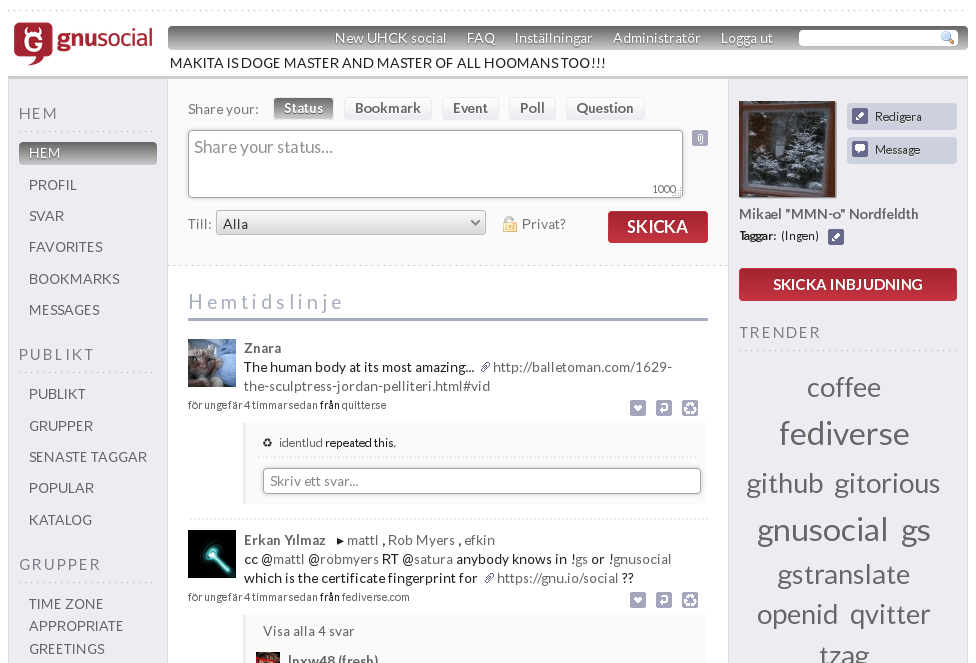 gnusocial
New UHCK social FAQ Inställningar Administratör Logga ut
MAKITA IS DOGE MASTER AND MASTER OF ALL HOOMANS TOO!!!
HEM
HEM
PROFIL
SVAR
FAVORITES
BOOKMARKS
MESSAGES
PUBLIKT
PUBLIKT
GRUPPER
SENASTE TAGGAR
POPULAR
KATALOG
GRUPPER
TIME ZONE
APPROPRIATE
GREETINGS
Share your: Status Bookmark Event Poll Question
Share your status...
1000
Till: Alla Privat? SKICKA
Hemtidslinje
Znara
The human body at its most amazing... http://balletoman.com/1629-
the-sculptress-jordan-pelliteri.html#vid
för ungefär 4 timmar sedan från quitter.se
♻ identlud repeated this.
Skriv ett svar...
Erkan Yılmaz ▸ mattl , Rob Myers , efkin
cc @mattl @robmyers RT @satura anybody knows in !gs or !gnusocial
which is the certificate fingerprint for https://gnu.io/social ??
för ungefär 4 timmar sedan från fediverse.com
Visa alla 4 svar
lnxw48 (fresh)
Redigera
Message
Mikael "MMN-o" Nordfeldth
Taggar: (Ingen)
SKICKA INBJUDNING
TRENDER
coffee
fediverse
github gitorious
gnusocial gs
gstranslate
openid qvitter
tzag